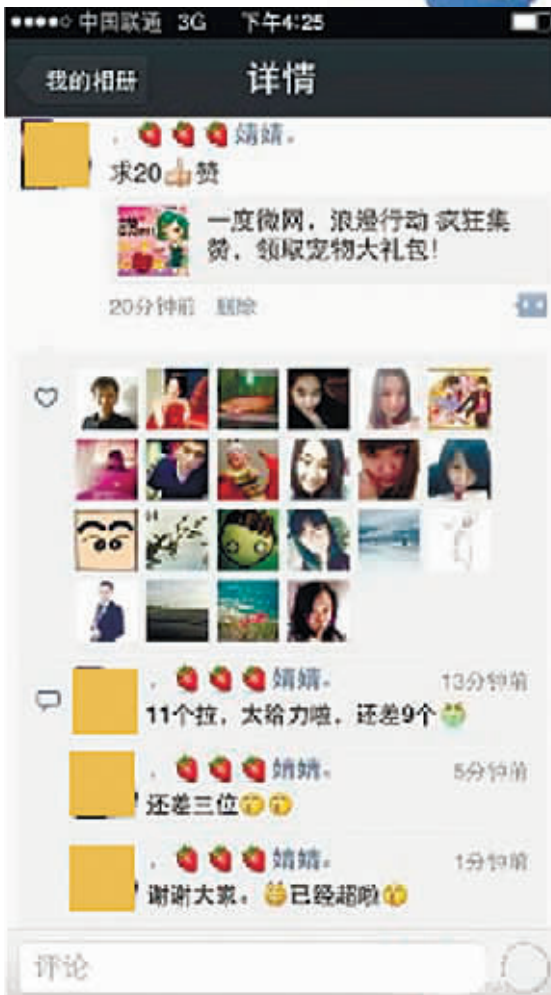 中国联通 3G 下午4:25
我的相册 详情
，🍓🍓🍓婧婧。
求20👍赞
一度微网，浪漫行动 疯狂集
赞，领取宠物大礼包！
20分钟前 删除
，🍓🍓🍓婧婧。 13分钟前
11个拉，太给力啦，还差9个
，🍓🍓🍓婧婧。 5分钟前
还差三位
，🍓🍓🍓婧婧。 1分钟前
谢谢大家。已经超啦
评论